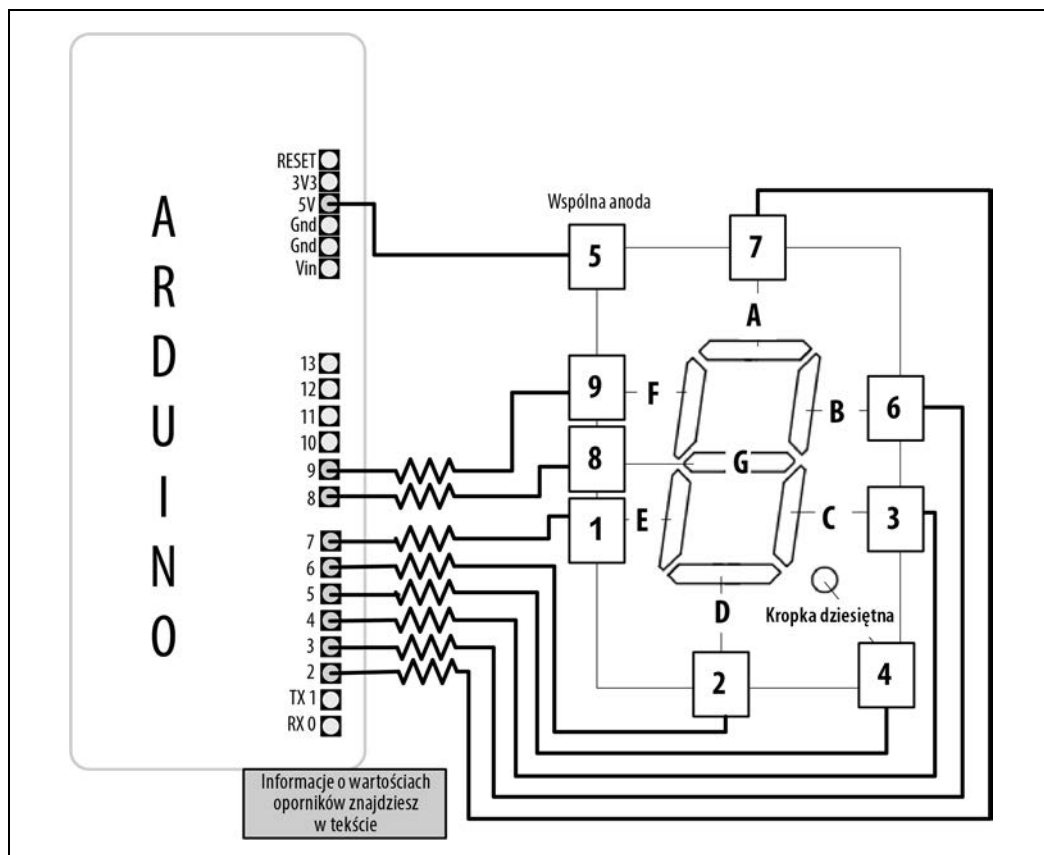 ARDUINO
RESET
3V3
5V
Gnd
Gnd
Vin
13
12
11
10
9
8
7
6
5
4
3
2
TX 1
RX 0
Wspólna anoda
5
7
A
9
F
B
6
8
G
1
E
C
3
D
Kropka dziesiętna
2
4
Informacje o wartościach
oporników znajdziesz
w tekście